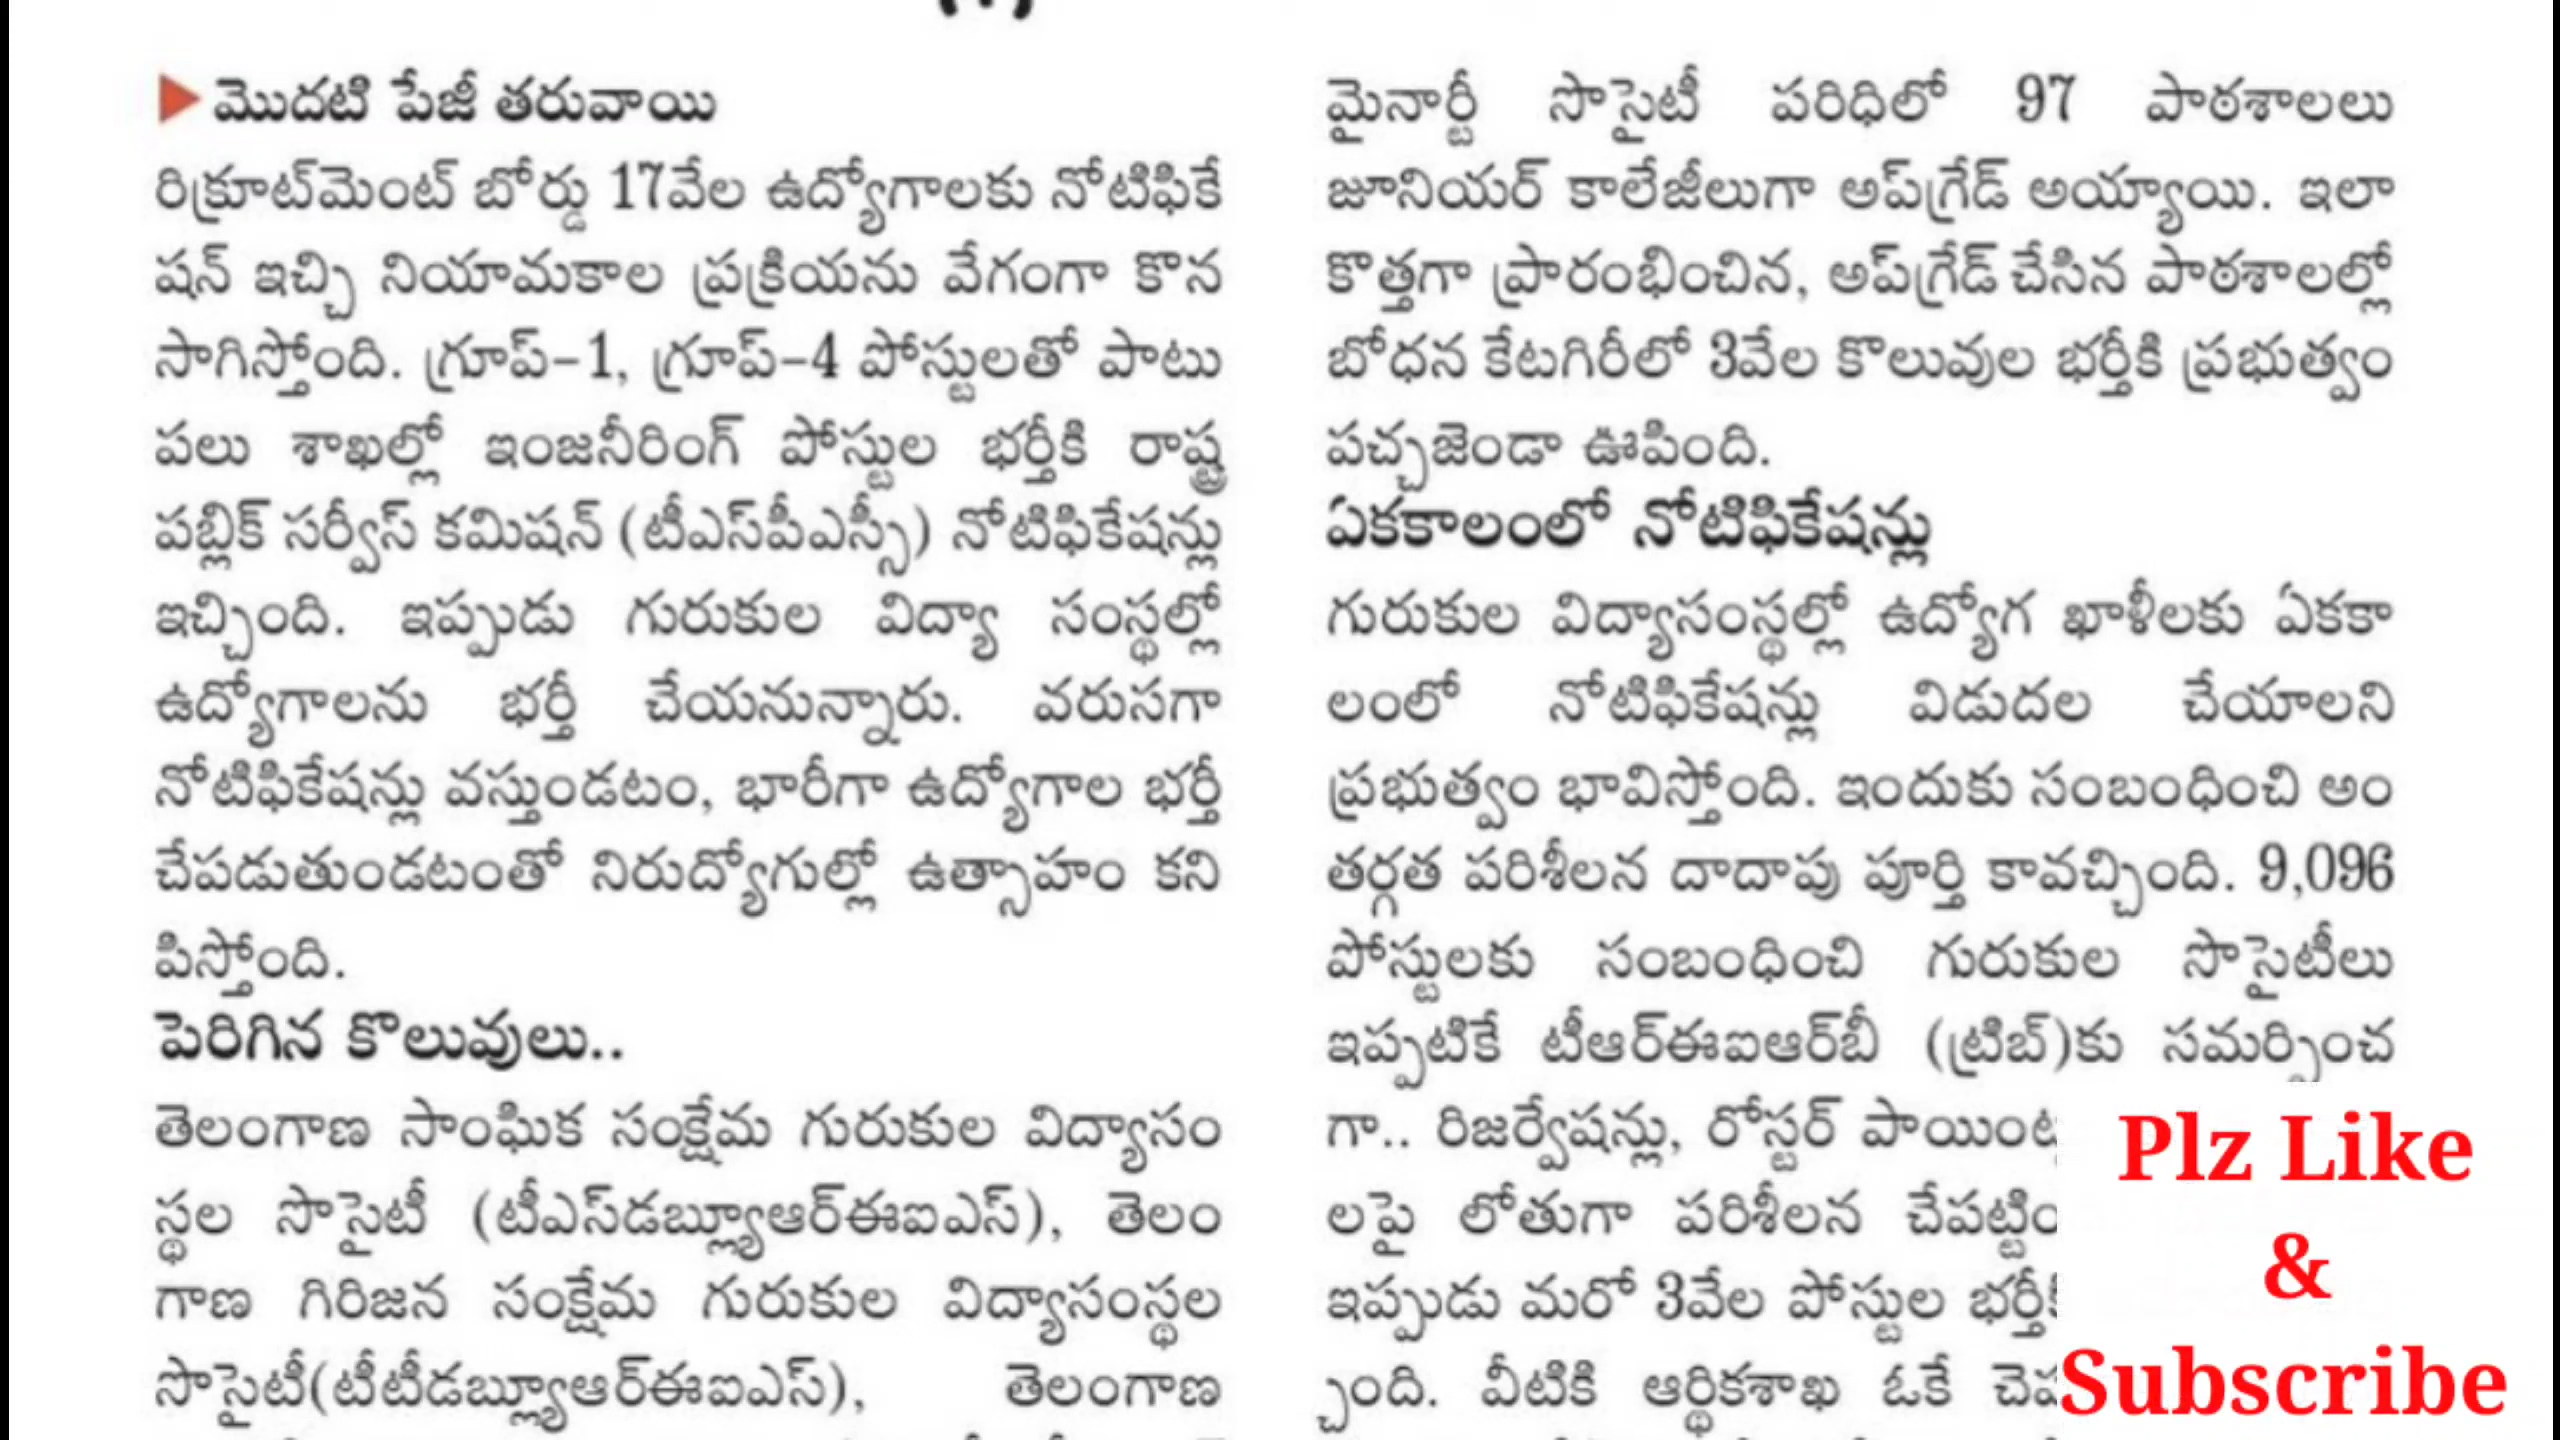 మొదటి పేజీ తరువాయి
రిక్రూట్‌మెంట్ బోర్డు 17వేల ఉద్యోగాలకు నోటిఫికే
షన్ ఇచ్చి నియామకాల ప్రక్రియను వేగంగా కొన
సాగిస్తోంది. గ్రూప్-1, గ్రూప్-4 పోస్టులతో పాటు
పలు శాఖల్లో ఇంజనీరింగ్ పోస్టుల భర్తీకి రాష్ట్ర
పబ్లిక్ సర్వీస్ కమిషన్ (టీఎస్‌పీఎస్సీ) నోటిఫికేషన్లు
ఇచ్చింది. ఇప్పుడు గురుకుల విద్యా సంస్థల్లో
ఉద్యోగాలను భర్తీ చేయనున్నారు. వరుసగా
నోటిఫికేషన్లు వస్తుండటం, భారీగా ఉద్యోగాల భర్తీ
చేపడుతుండటంతో నిరుద్యోగుల్లో ఉత్సాహం కని
పిస్తోంది.
పెరిగిన కొలువులు..
తెలంగాణ సాంఘిక సంక్షేమ గురుకుల విద్యాసం
స్థల సొసైటీ (టీఎస్‌డబ్ల్యూఆర్‌ఈఐఎస్), తెలం
గాణ గిరిజన సంక్షేమ గురుకుల విద్యాసంస్థల
సొసైటీ(టీటీడబ్ల్యూఆర్‌ఈఐఎస్), తెలంగాణ
మైనార్టీ సొసైటీ పరిధిలో 97 పాఠశాలలు
జూనియర్ కాలేజీలుగా అప్‌గ్రేడ్ అయ్యాయి. ఇలా
కొత్తగా ప్రారంభించిన, అప్‌గ్రేడ్ చేసిన పాఠశాలల్లో
బోధన కేటగిరీలో 3వేల కొలువుల భర్తీకి ప్రభుత్వం
పచ్చజెండా ఊపింది.
ఏకకాలంలో నోటిఫికేషన్లు
గురుకుల విద్యాసంస్థల్లో ఉద్యోగ ఖాళీలకు ఏకకా
లంలో నోటిఫికేషన్లు విడుదల చేయాలని
ప్రభుత్వం భావిస్తోంది. ఇందుకు సంబంధించి అం
తర్గత పరిశీలన దాదాపు పూర్తి కావచ్చింది. 9,096
పోస్టులకు సంబంధించి గురుకుల సొసైటీలు
ఇప్పటికే టీఆర్‌ఈఐఆర్‌బీ (ట్రిబ్)కు సమర్పించ
గా.. రిజర్వేషన్లు, రోస్టర్ పాయింట
లపై లోతుగా పరిశీలన చేపట్టిం
ఇప్పుడు మరో 3వేల పోస్టుల భర్తీకి
చ్చింది. వీటికి ఆర్థికశాఖ ఓకే చెప
Plz Like
&
Subscribe